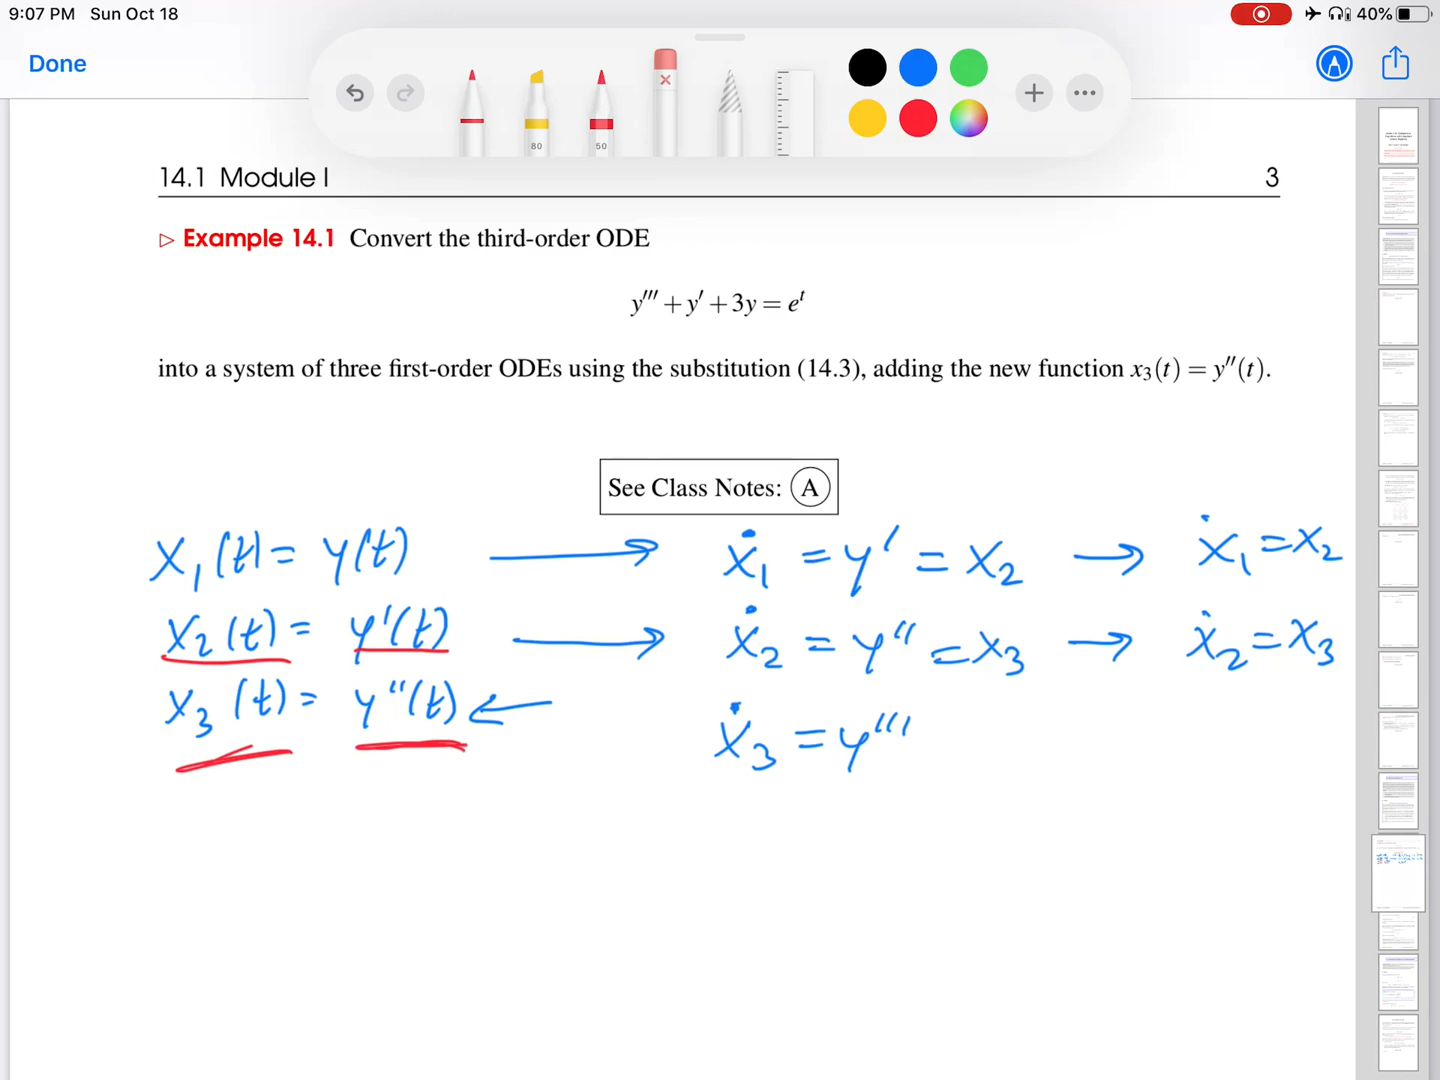 9:07 PM Sun Oct 18
40%
Done
80
50
14.1 Module I 3
▷ Example 14.1 Convert the third-order ODE
y''' + y' + 3y = eᵗ
into a system of three first-order ODEs using the substitution (14.3), adding the new function x₃(t) = y''(t).
See Class Notes: Ⓐ
x₁(t) = y(t) → ẋ₁ = y' = x₂ → ẋ₁ = x₂
x₂(t) = y'(t) → ẋ₂ = y'' = x₃ → ẋ₂ = x₃
x₃(t) = y''(t) ← ẋ₃ = y'''